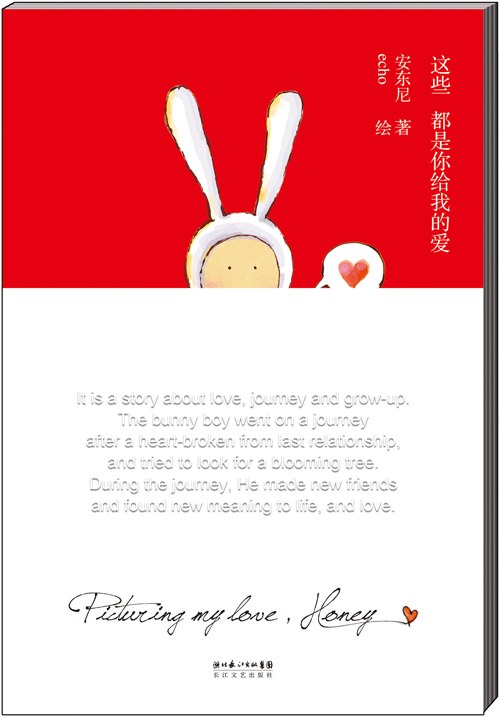 这些 都是你给我的爱
安东尼 著
echo 绘
It is a story about love, journey and grow-up.
The bunny boy went on a journey
after a heart-broken from last relationship,
and tried to look for a blooming tree.
During the journey, He made new friends
and found new meaning to life, and love.
Picturing my love, Honey
湖北长江出版集团
长江文艺出版社